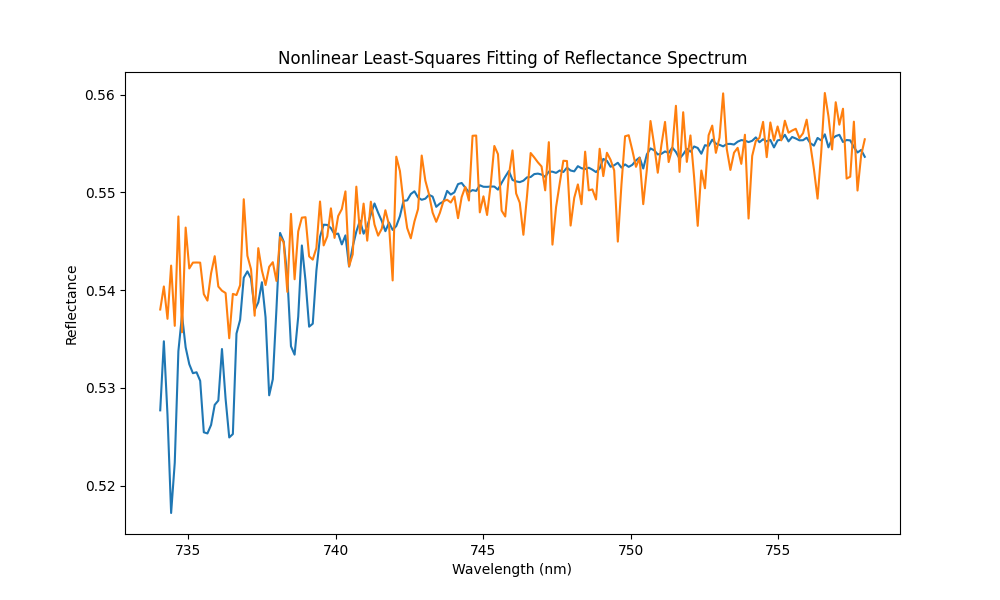 Nonlinear Least-Squares Fitting of Reflectance Spectrum
0.56
0.55
0.54
0.53
0.52
Reflectance
735 740 745 750 755
Wavelength (nm)